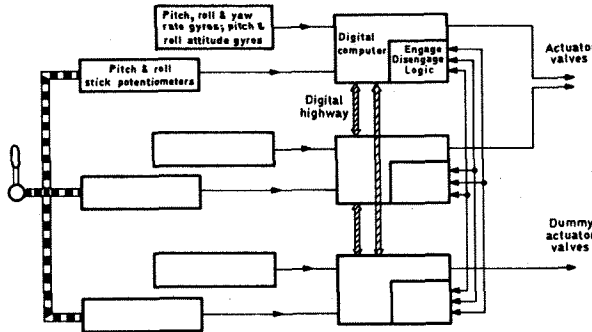 Pitch, roll & yaw
rate gyros; pitch &
roll attitude gyros
Digital
computer
Engage
Disengage
Logic
Actuator
valves
Pitch & roll
stick potentiometers
Digital
highway
Dummy
actuator
valves